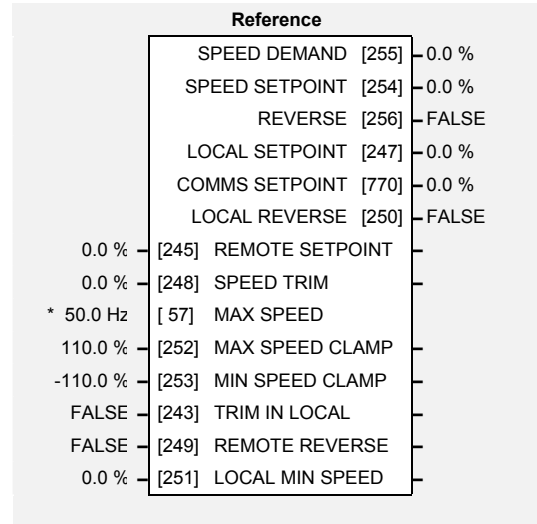 Reference
SPEED DEMAND [255] – 0.0 %
SPEED SETPOINT [254] – 0.0 %
REVERSE [256] – FALSE
LOCAL SETPOINT [247] – 0.0 %
COMMS SETPOINT [770] – 0.0 %
LOCAL REVERSE [250] – FALSE
0.0 % – [245] REMOTE SETPOINT –
0.0 % – [248] SPEED TRIM –
* 50.0 Hz [ 57] MAX SPEED
110.0 % – [252] MAX SPEED CLAMP –
-110.0 % – [253] MIN SPEED CLAMP –
FALSE – [243] TRIM IN LOCAL –
FALSE – [249] REMOTE REVERSE –
0.0 % – [251] LOCAL MIN SPEED –